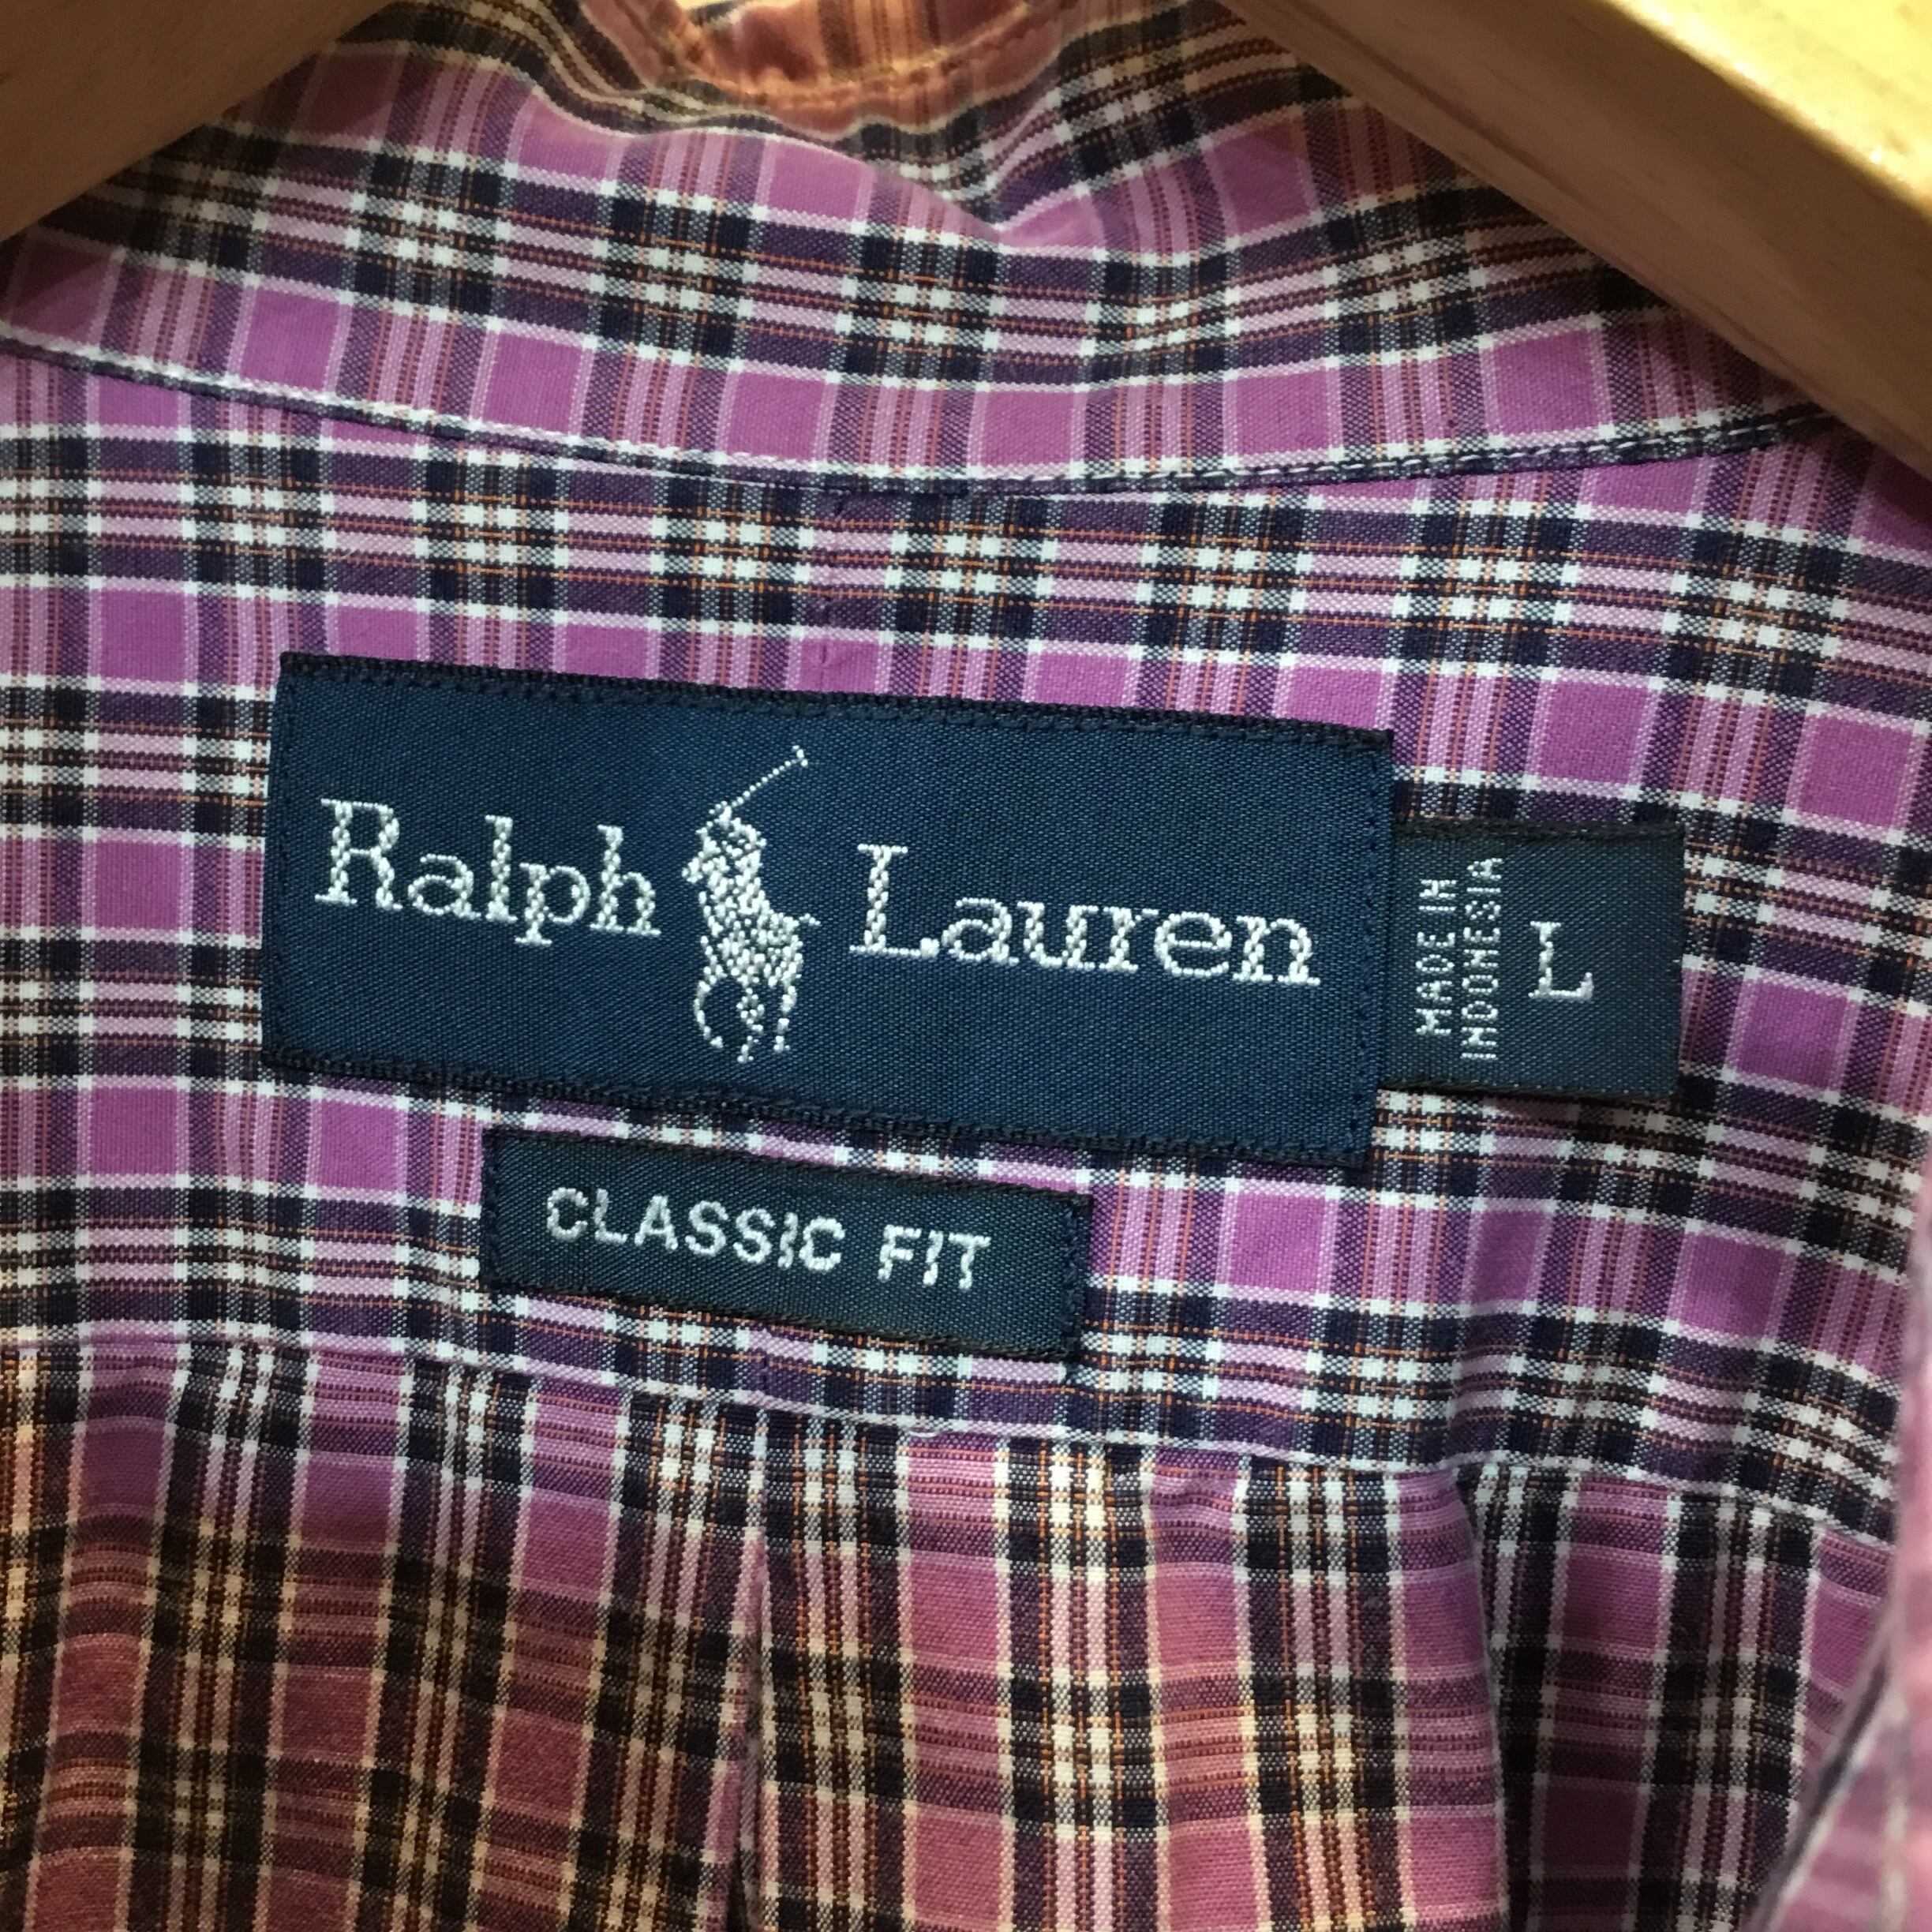 Ralph Lauren
MADE IN
INDONESIA
L
CLASSIC FIT